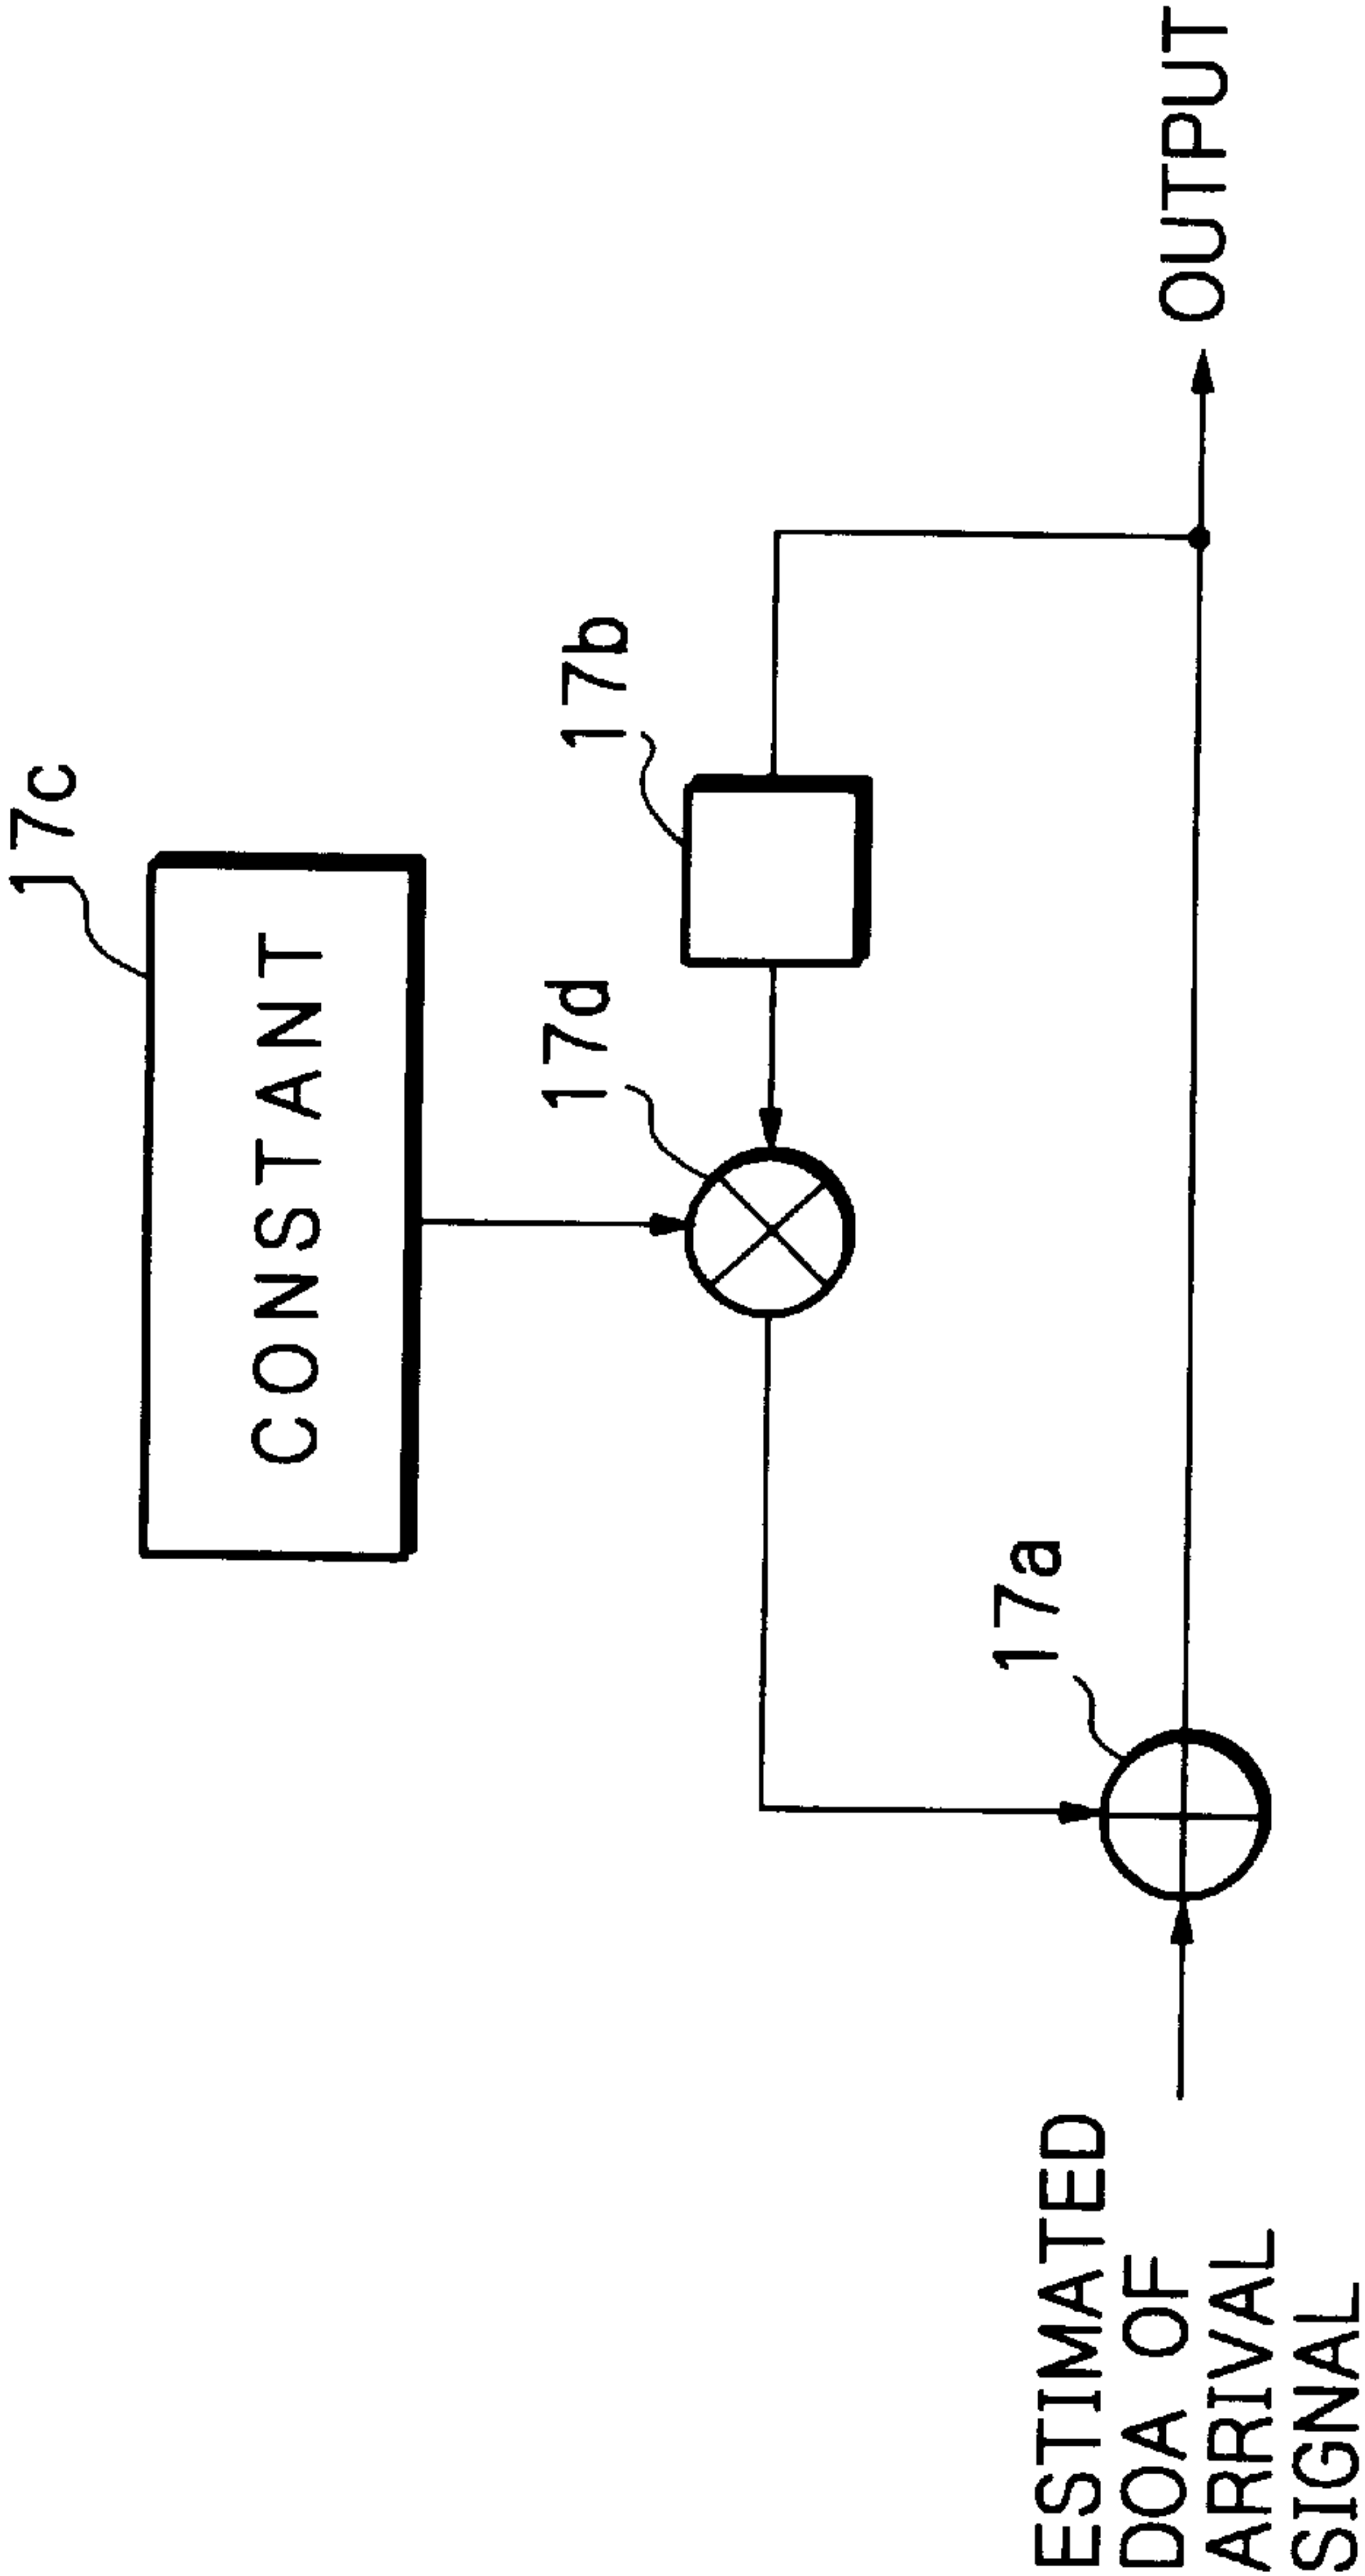 17c
CONSTANT
17d
17b
17a
ESTIMATED
DOA OF
ARRIVAL
SIGNAL
OUTPUT